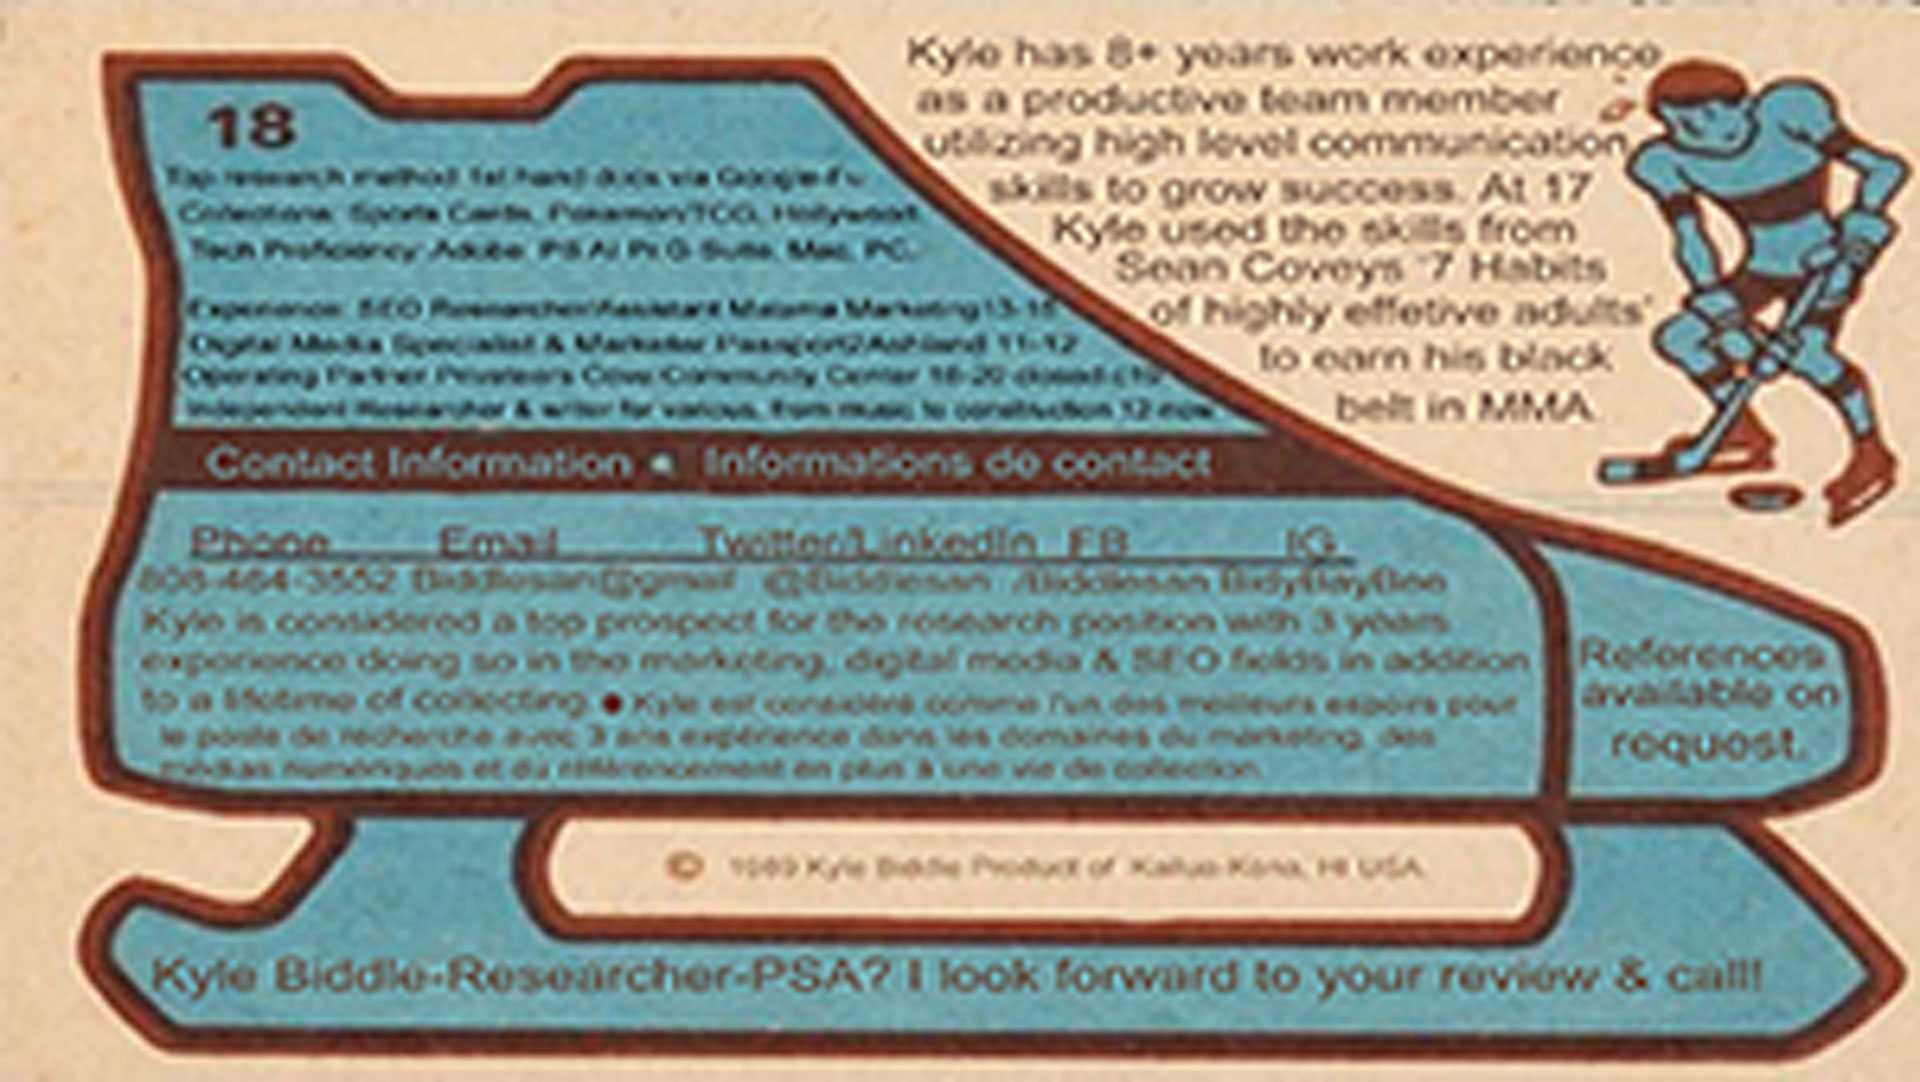 18
Top research method 1st hand docs via Google-Fu
Collections: Sports Cards, Pokemon/TCG, Hollywood
Tech Proficiency: Adobe: PS AI Pr G-Suite, Mac, PC,
Experience: SEO Researcher/Assistant Malama Marketing 13-15
Digital Media Specialist & Marketer Passport2Ashland 11-12
Operating Partner Privateers Cove/Community Center 18-20 closed
Independent Researcher & writer for various, from music to construction 12-now
Kyle has 8+ years work experience
as a productive team member
utilizing high level communication
skills to grow success. At 17
Kyle used the skills from
Sean Coveys '7 Habits
of highly effetive adults'
to earn his black
belt in MMA.
Contact Information • Informations de contact
Phone Email Twitter/LinkedIn FB IG
808-464-3552 Biddlesan@gmail @Biddlesan /Biddlesan BidyBayBee
Kyle is considered a top prospect for the research position with 3 years
experience doing so in the marketing, digital media & SEO fields in addition
to a lifetime of collecting. • Kyle est considéré comme l'un des meilleurs espoirs pour
le poste de recherche avec 3 ans expérience dans les domaines du marketing, des
médias numériques et du référencement en plus à une vie de collection.
References
available on
request.
© 1989 Kyle Biddle Product of Kailua-Kona, HI USA
Kyle Biddle-Researcher-PSA? I look forward to your review & call!